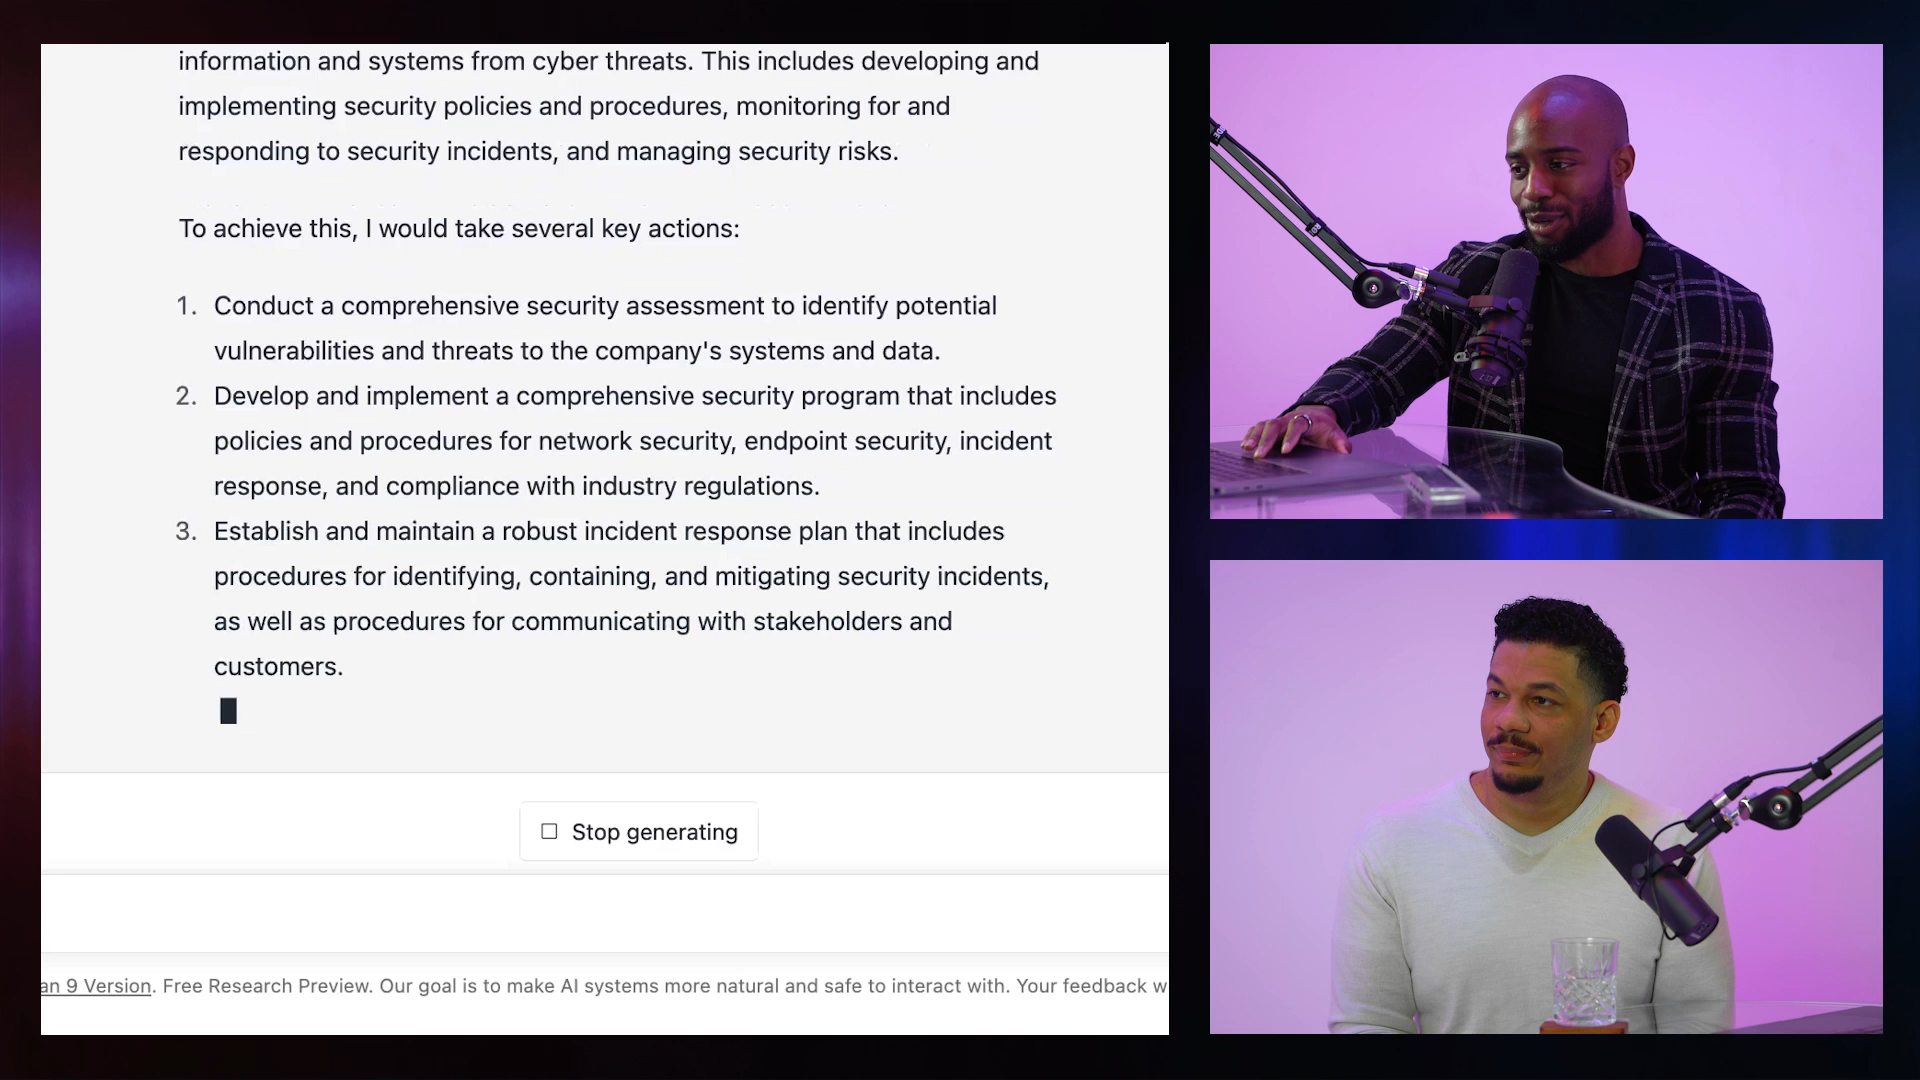 information and systems from cyber threats. This includes developing and
implementing security policies and procedures, monitoring for and
responding to security incidents, and managing security risks.
To achieve this, I would take several key actions:
1. Conduct a comprehensive security assessment to identify potential
vulnerabilities and threats to the company's systems and data.
2. Develop and implement a comprehensive security program that includes
policies and procedures for network security, endpoint security, incident
response, and compliance with industry regulations.
3. Establish and maintain a robust incident response plan that includes
procedures for identifying, containing, and mitigating security incidents,
as well as procedures for communicating with stakeholders and
customers.
Stop generating
an 9 Version. Free Research Preview. Our goal is to make AI systems more natural and safe to interact with. Your feedback w